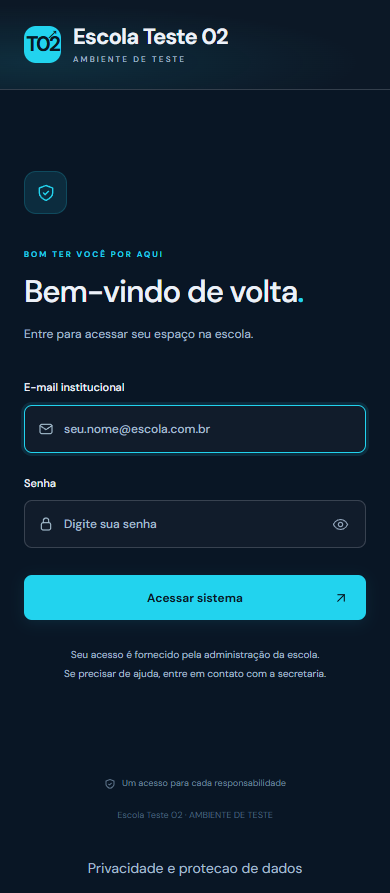 T02
Escola Teste 02
AMBIENTE DE TESTE
BOM TER VOCÊ POR AQUI
Bem-vindo de volta.
Entre para acessar seu espaço na escola.
E-mail institucional
seu.nome@escola.com.br
Senha
Digite sua senha
Acessar sistema
Seu acesso é fornecido pela administração da escola.
Se precisar de ajuda, entre em contato com a secretaria.
Um acesso para cada responsabilidade
Escola Teste 02 · AMBIENTE DE TESTE
Privacidade e protecao de dados